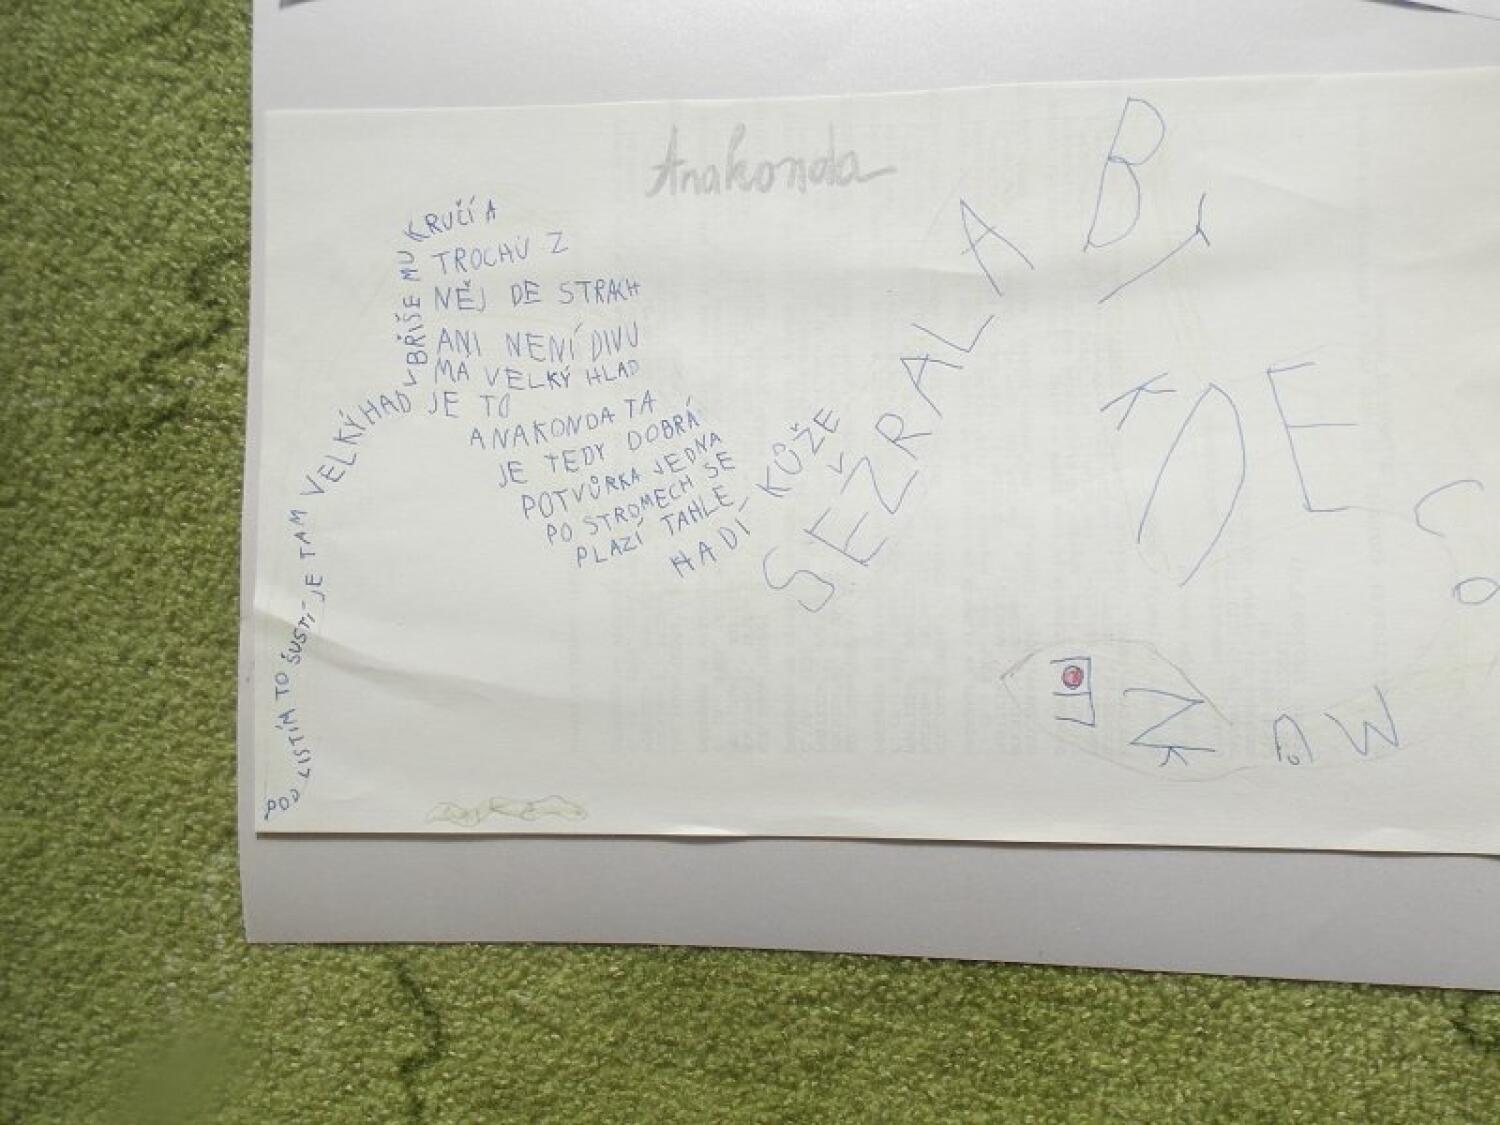 Anakonda
POD LISTÍM TO ŠUSTÍ JE TAM VELKÝ HAD V BŘIŠE MU KRUČÍ A
TROCHU Z
NĚJ DE STRACH
ANI NENÍ DIVU
MÁ VELKÝ HLAD
JE TO
ANAKONDA TA
JE TEDY DOBRÁ
POTVŮRKA JEDNA
PO STROMECH SE
PLAZÍ TAHLE
HADÍ KŮŽE
SEŽRALA BY
KDE CO